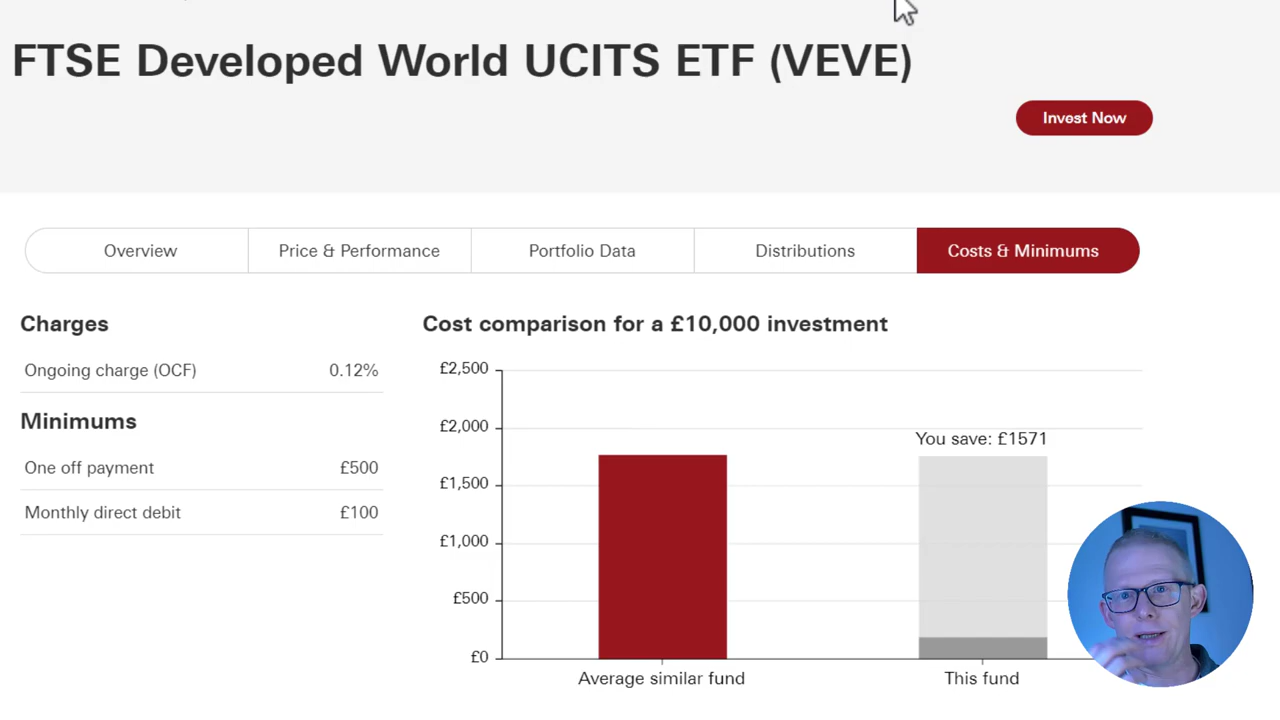 FTSE Developed World UCITS ETF (VEVE)
Invest Now
Overview
Price & Performance
Portfolio Data
Distributions
Costs & Minimums
Charges
Ongoing charge (OCF) 0.12%
Minimums
One off payment £500
Monthly direct debit £100
Cost comparison for a £10,000 investment
£2,500
£2,000
£1,500
£1,000
£500
£0
You save: £1571
Average similar fund
This fund